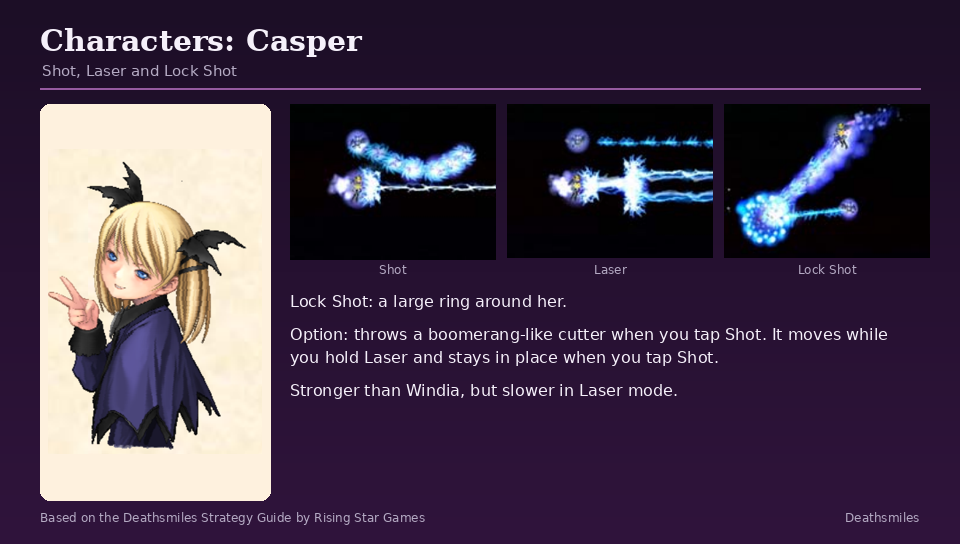 Characters: Casper
Shot, Laser and Lock Shot
Shot
Laser
Lock Shot
Lock Shot: a large ring around her.
Option: throws a boomerang-like cutter when you tap Shot. It moves while
you hold Laser and stays in place when you tap Shot.
Stronger than Windia, but slower in Laser mode.
Based on the Deathsmiles Strategy Guide by Rising Star Games
Deathsmiles